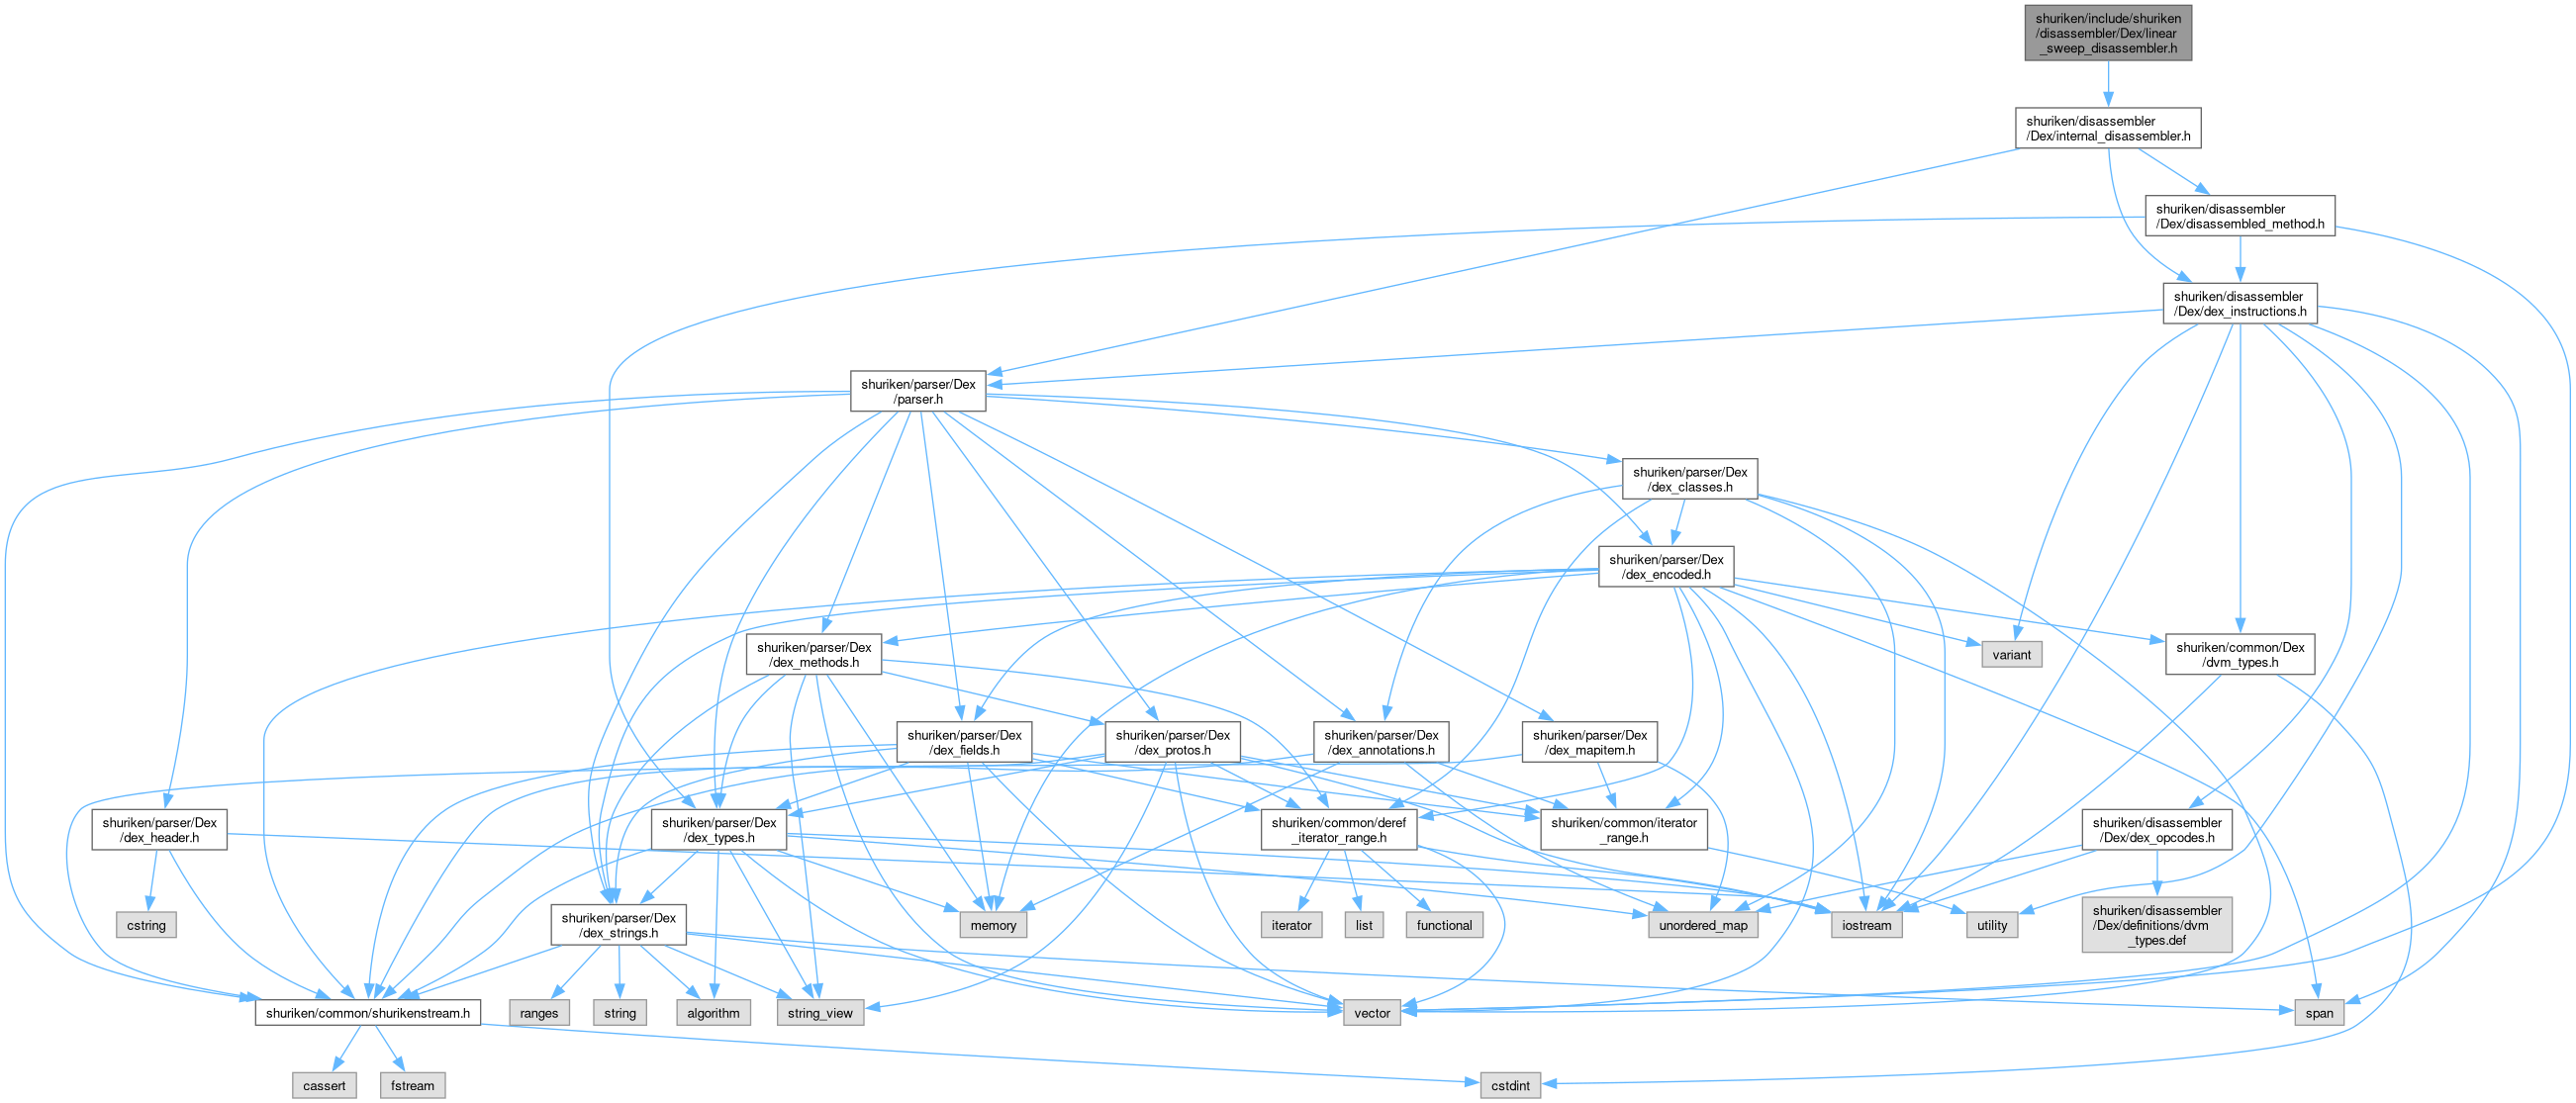 shuriken/include/shuriken
/disassembler/Dex/linear
_sweep_disassembler.h
shuriken/disassembler
/Dex/internal_disassembler.h
shuriken/disassembler
/Dex/disassembled_method.h
shuriken/disassembler
/Dex/dex_instructions.h
shuriken/parser/Dex
/parser.h
shuriken/parser/Dex
/dex_classes.h
shuriken/parser/Dex
/dex_encoded.h
shuriken/parser/Dex
/dex_methods.h
variant
shuriken/common/Dex
/dvm_types.h
shuriken/parser/Dex
/dex_fields.h
shuriken/parser/Dex
/dex_protos.h
shuriken/parser/Dex
/dex_annotations.h
shuriken/parser/Dex
/dex_mapitem.h
shuriken/parser/Dex
/dex_header.h
shuriken/parser/Dex
/dex_types.h
shuriken/common/deref
_iterator_range.h
shuriken/common/iterator
_range.h
shuriken/disassembler
/Dex/dex_opcodes.h
cstring
shuriken/parser/Dex
/dex_strings.h
memory
iterator
list
functional
unordered_map
iostream
utility
shuriken/disassembler
/Dex/definitions/dvm
_types.def
shuriken/common/shurikenstream.h
ranges
string
algorithm
string_view
vector
span
cassert
fstream
cstdint